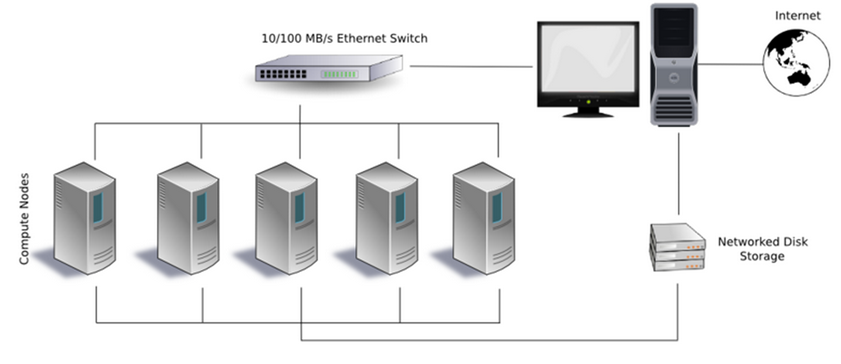 Internet
10/100 MB/s Ethernet Switch
Compute Nodes
Networked Disk
Storage